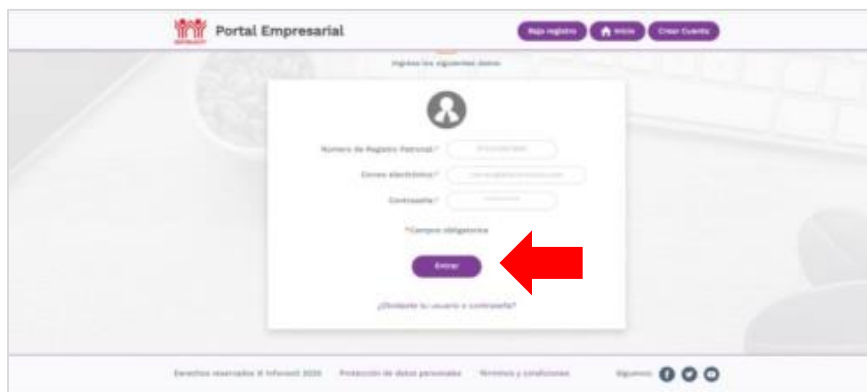 Portal Empresarial
Baja registro
Inicio
Crear Cuenta
Ingresa los siguientes datos
Número de Registro Patronal:*
Correo electrónico:*
Contraseña:*
*Campos obligatorios
Entrar
¿Olvidaste tu usuario o contraseña?
Derechos reservados © Infonavit 2020 Protección de datos personales Términos y condiciones Síguenos: